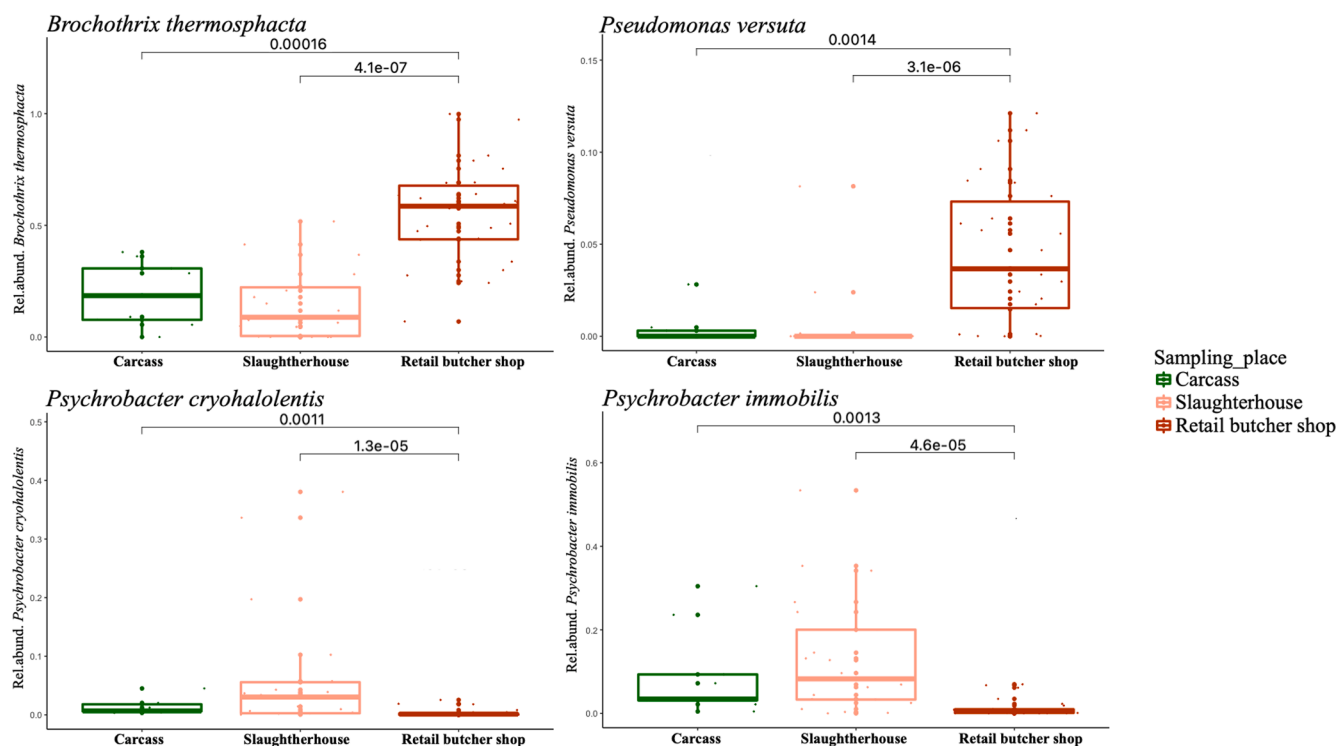 Brochothrix thermosphacta
0.00016
4.1e-07
Rel.abund. Brochothrix thermosphacta
1.0
0.5
0.0
Carcass Slaughterhouse Retail butcher shop
Pseudomonas versuta
0.0014
3.1e-06
Rel.abund. Pseudomonas versuta
0.15
0.10
0.05
0.00
Carcass Slaughterhouse Retail butcher shop
Sampling_place
Carcass
Slaughterhouse
Retail butcher shop
Psychrobacter cryohalolentis
0.0011
1.3e-05
Rel.abund. Psychrobacter cryohalolentis
0.5
0.4
0.3
0.2
0.1
0.0
Carcass Slaughterhouse Retail butcher shop
Psychrobacter immobilis
0.0013
4.6e-05
Rel.abund. Psychrobacter immobilis
0.6
0.4
0.2
0.0
Carcass Slaughterhouse Retail butcher shop